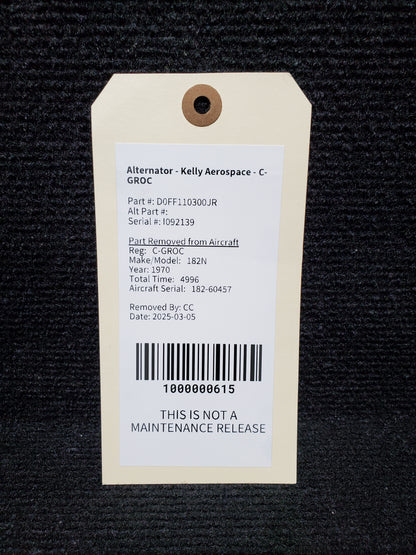 Alternator - Kelly Aerospace - C-
GROC
Part #: D0FF110300JR
Alt Part #:
Serial #: I092139
Part Removed from Aircraft
Reg: C-GROC
Make/Model: 182N
Year: 1970
Total Time: 4996
Aircraft Serial: 182-60457
Removed By: CC
Date: 2025-03-05
1000000615
THIS IS NOT A
MAINTENANCE RELEASE